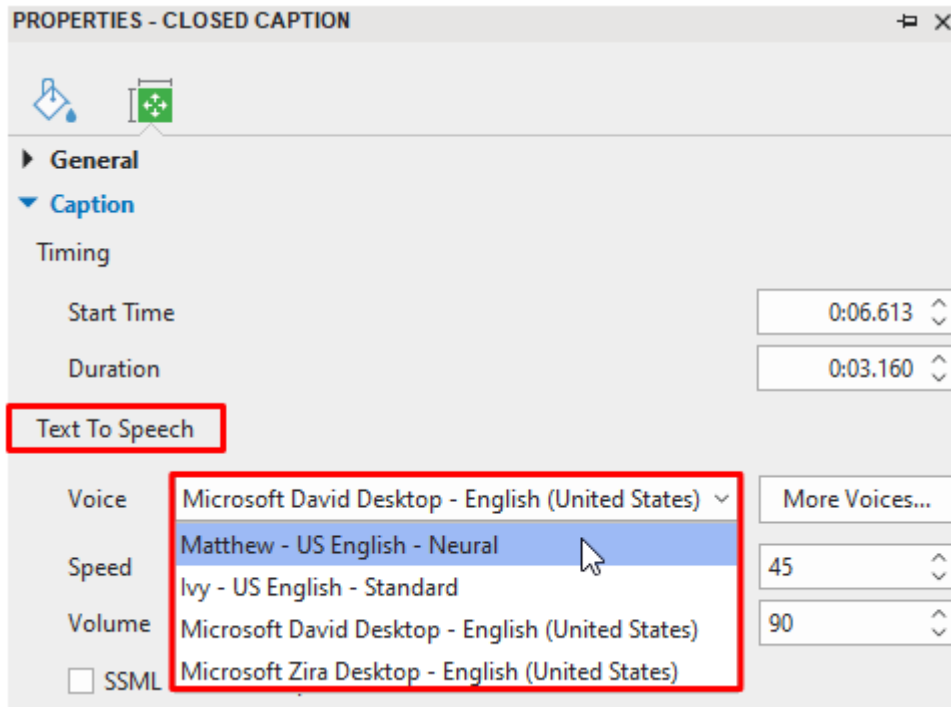 PROPERTIES - CLOSED CAPTION
General
Caption
Timing
Start Time 0:06.613
Duration 0:03.160
Text To Speech
Voice Microsoft David Desktop - English (United States) More Voices...
Matthew - US English - Neural
Speed 45
Ivy - US English - Standard
Volume 90
Microsoft David Desktop - English (United States)
SSML
Microsoft Zira Desktop - English (United States)